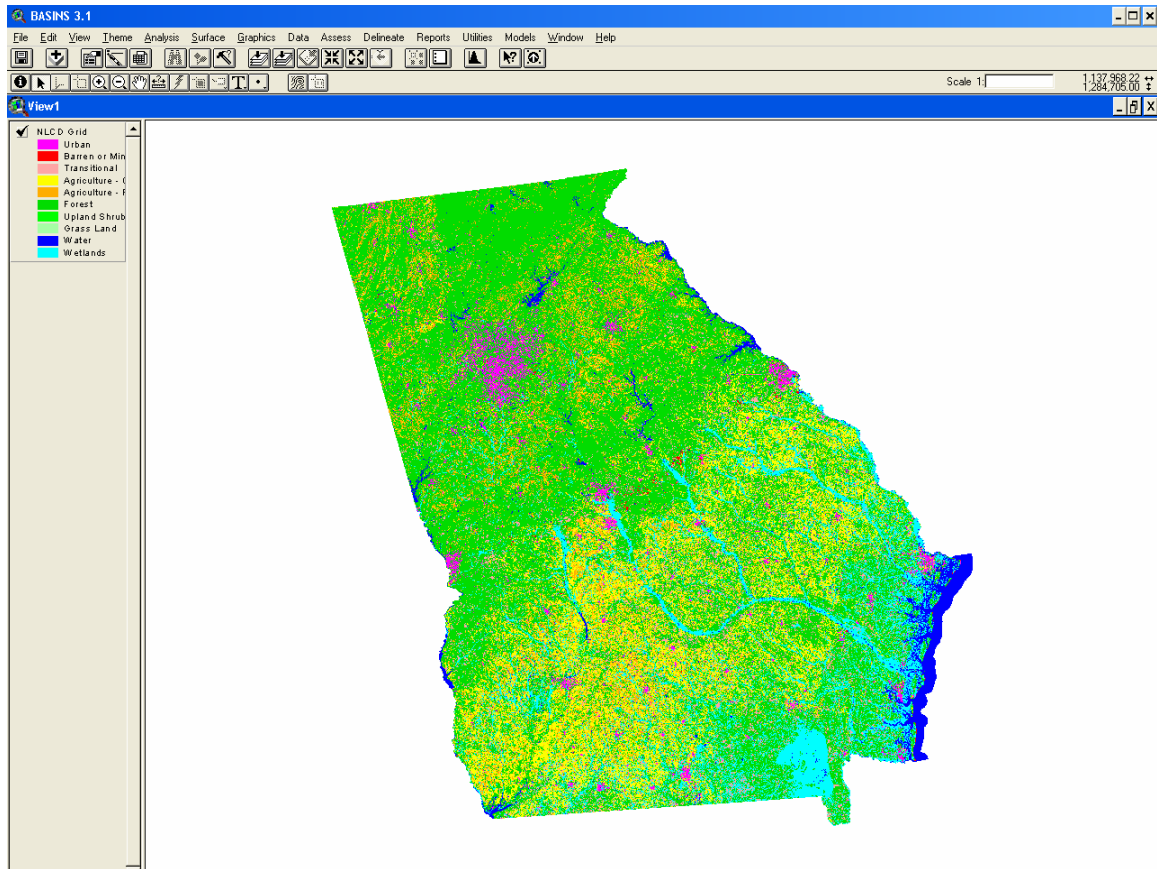 BASINS 3.1
File Edit View Theme Analysis Surface Graphics Data Assess Delineate Reports Utilities Models Window Help
Scale 1: 1,137,968.22
1,284,705.00
View1
NLCD Grid
Urban
Barren or Min
Transitional
Agriculture - C
Agriculture - P
Forest
Upland Shrub
Grass Land
Water
Wetlands